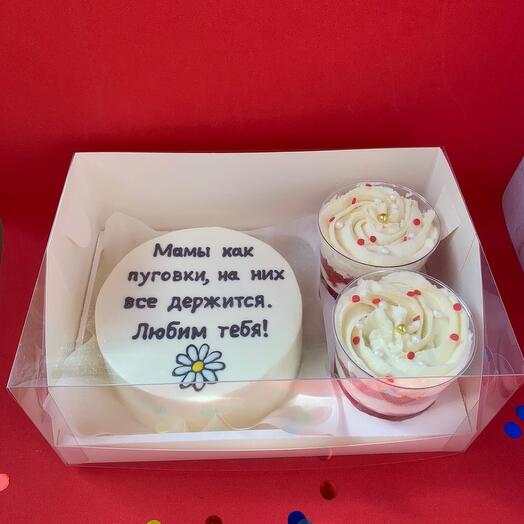 Мамы как
пуговки, на них
все держится.
Любим тебя!